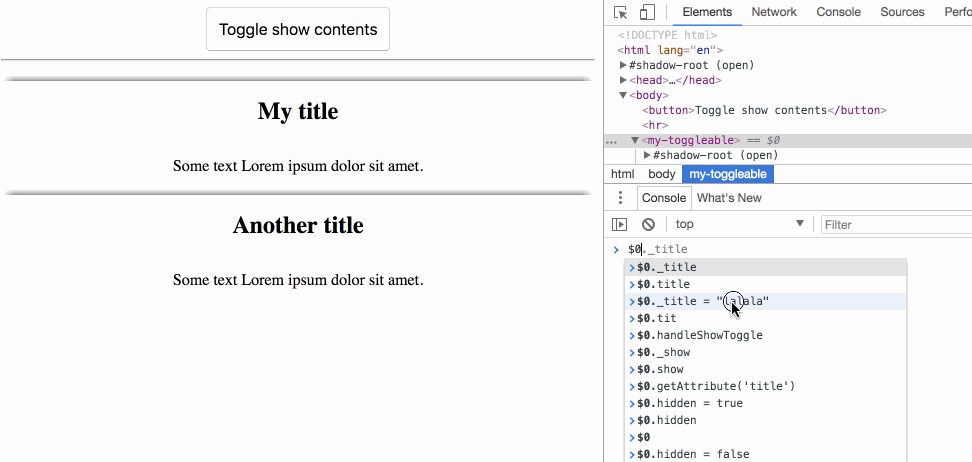 Toggle show contents
My title
Some text Lorem ipsum dolor sit amet.
Another title
Some text Lorem ipsum dolor sit amet.
Elements Network Console Sources Perfo
<!DOCTYPE html>
<html lang="en">
▶#shadow-root (open)
▶<head>…</head>
▼<body>
<button>Toggle show contents</button>
<hr>
… ▼<my-toggleable> == $0
▶#shadow-root (open)
html body my-toggleable
Console What's New
top ▼ Filter
> $0._title
>$0._title
>$0.title
>$0._title = "lalala"
>$0.tit
>$0.handleShowToggle
>$0._show
>$0.show
>$0.getAttribute('title')
>$0.hidden = true
>$0.hidden
>$0
>$0.hidden = false